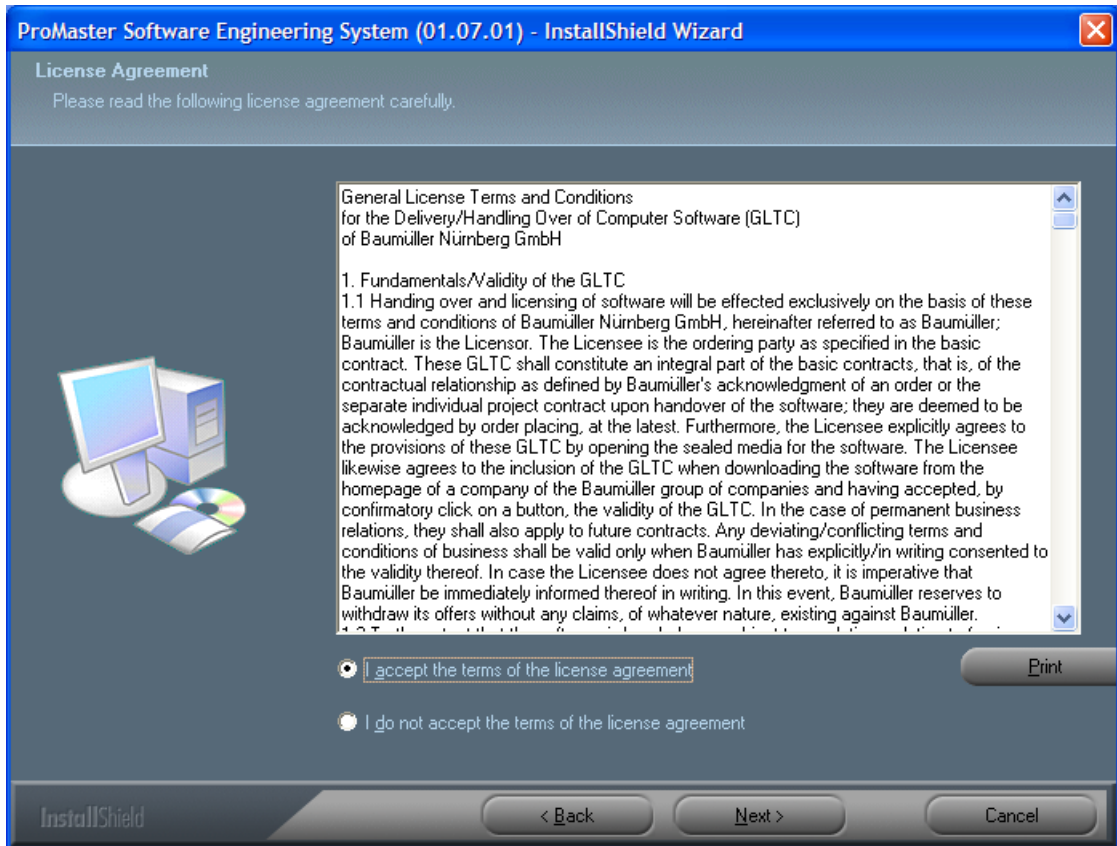 ProMaster Software Engineering System (01.07.01) - InstallShield Wizard
License Agreement
Please read the following license agreement carefully.
General License Terms and Conditions
for the Delivery/Handling Over of Computer Software (GLTC)
of Baumüller Nürnberg GmbH
1. Fundamentals/Validity of the GLTC
1.1 Handing over and licensing of software will be effected exclusively on the basis of these
terms and conditions of Baumüller Nürnberg GmbH, hereinafter referred to as Baumüller;
Baumüller is the Licensor. The Licensee is the ordering party as specified in the basic
contract. These GLTC shall constitute an integral part of the basic contracts, that is, of the
contractual relationship as defined by Baumüller's acknowledgment of an order or the
separate individual project contract upon handover of the software; they are deemed to be
acknowledged by order placing, at the latest. Furthermore, the Licensee explicitly agrees to
the provisions of these GLTC by opening the sealed media for the software. The Licensee
likewise agrees to the inclusion of the GLTC when downloading the software from the
homepage of a company of the Baumüller group of companies and having accepted, by
confirmatory click on a button, the validity of the GLTC. In the case of permanent business
relations, they shall also apply to future contracts. Any deviating/conflicting terms and
conditions of business shall be valid only when Baumüller has explicitly/in writing consented to
the validity thereof. In case the Licensee does not agree thereto, it is imperative that
Baumüller be immediately informed thereof in writing. In this event, Baumüller reserves to
withdraw its offers without any claims, of whatever nature, existing against Baumüller.
I accept the terms of the license agreement
Print
I do not accept the terms of the license agreement
InstallShield
< Back
Next >
Cancel